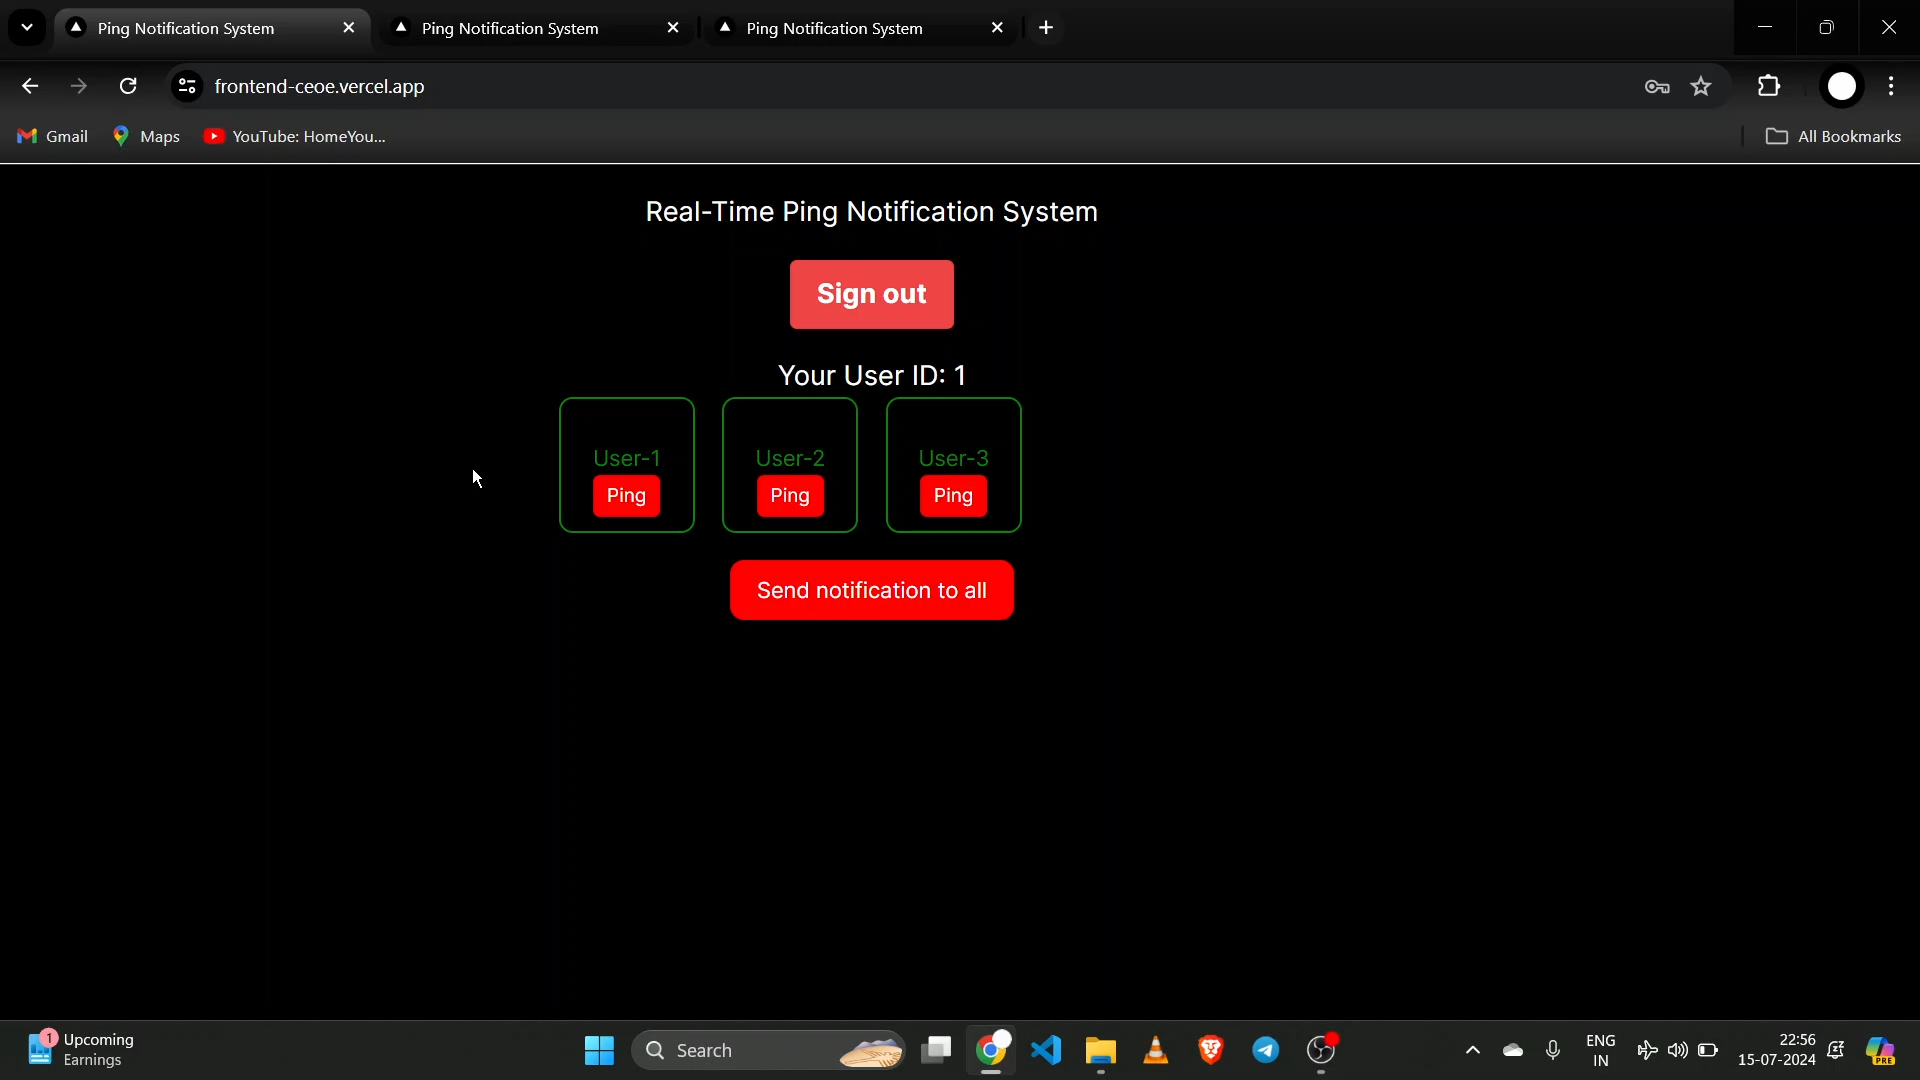 Ping Notification System
Ping Notification System
Ping Notification System
frontend-ceoe.vercel.app
Gmail
Maps
YouTube: HomeYou...
All Bookmarks
Real-Time Ping Notification System
Sign out
Your User ID: 1
User-1
Ping
User-2
Ping
User-3
Ping
Send notification to all
1
Upcoming
Earnings
Search
ENG
IN
22:56
15-07-2024
PRE